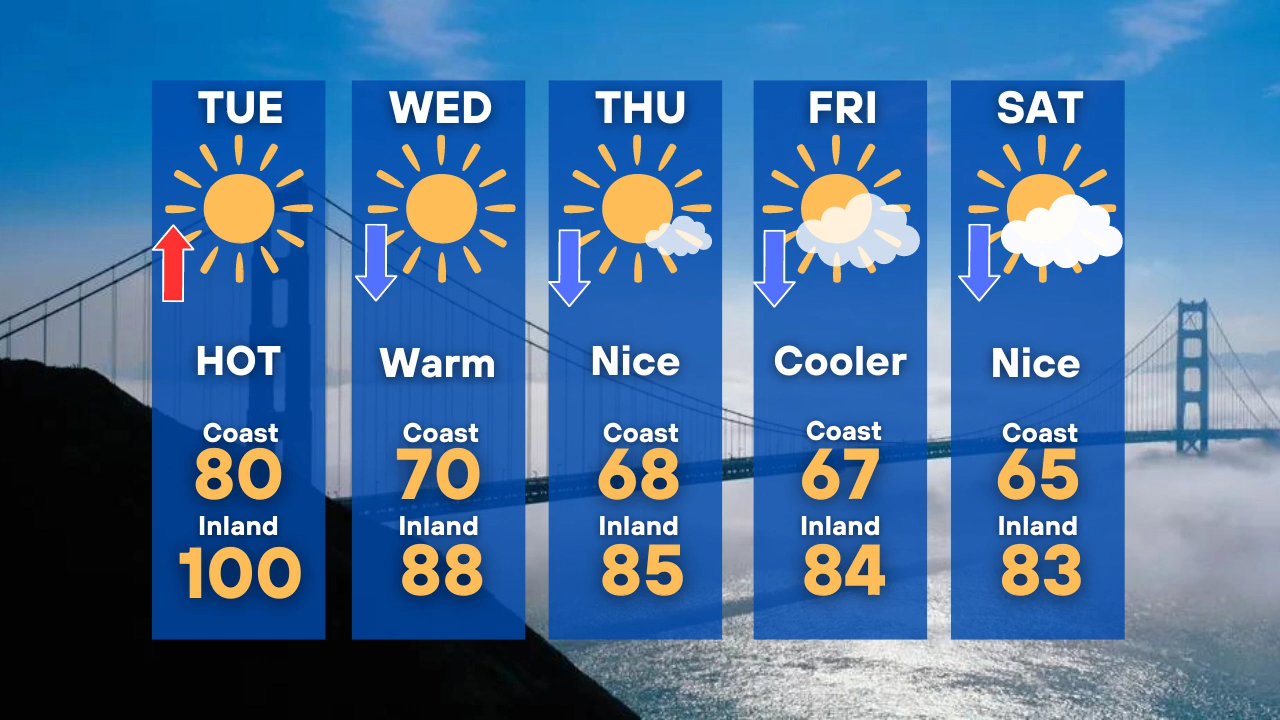 TUE
HOT
Coast
80
Inland
100
WED
Warm
Coast
70
Inland
88
THU
Nice
Coast
68
Inland
85
FRI
Cooler
Coast
67
Inland
84
SAT
Nice
Coast
65
Inland
83